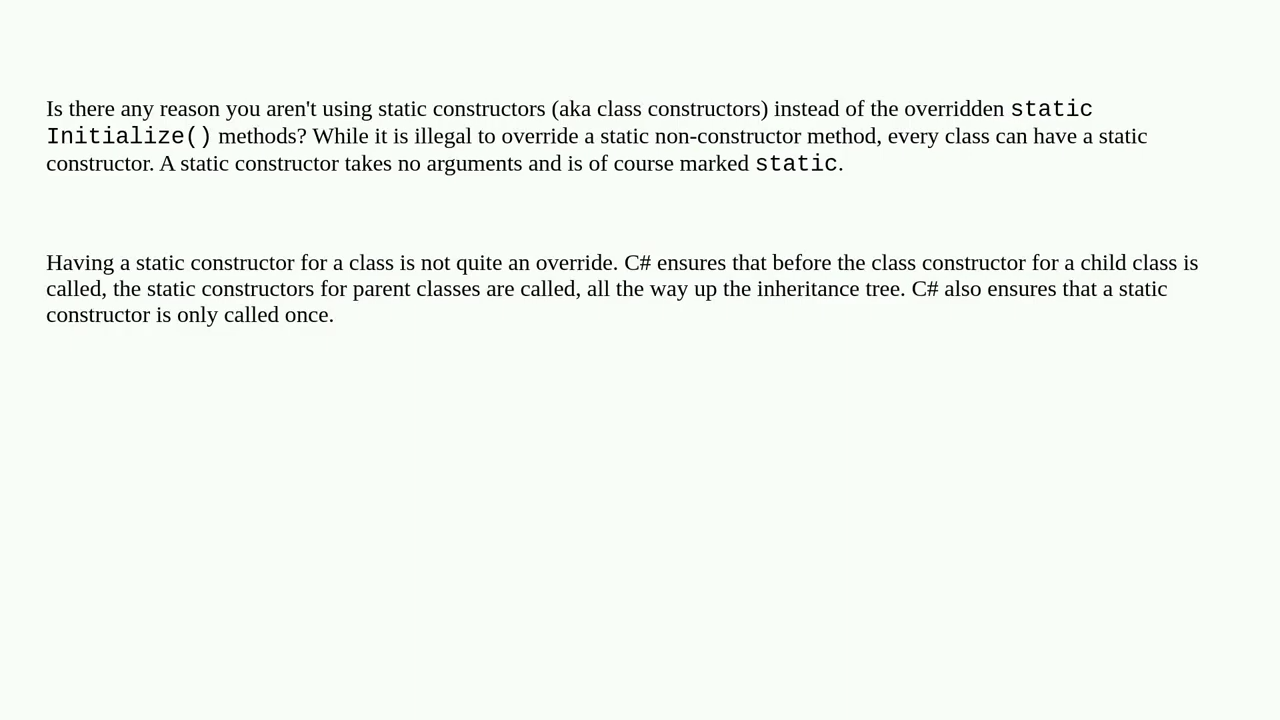 Is there any reason you aren't using static constructors (aka class constructors) instead of the overridden static
Initialize() methods? While it is illegal to override a static non-constructor method, every class can have a static
constructor. A static constructor takes no arguments and is of course marked static.
Having a static constructor for a class is not quite an override. C# ensures that before the class constructor for a child class is
called, the static constructors for parent classes are called, all the way up the inheritance tree. C# also ensures that a static
constructor is only called once.